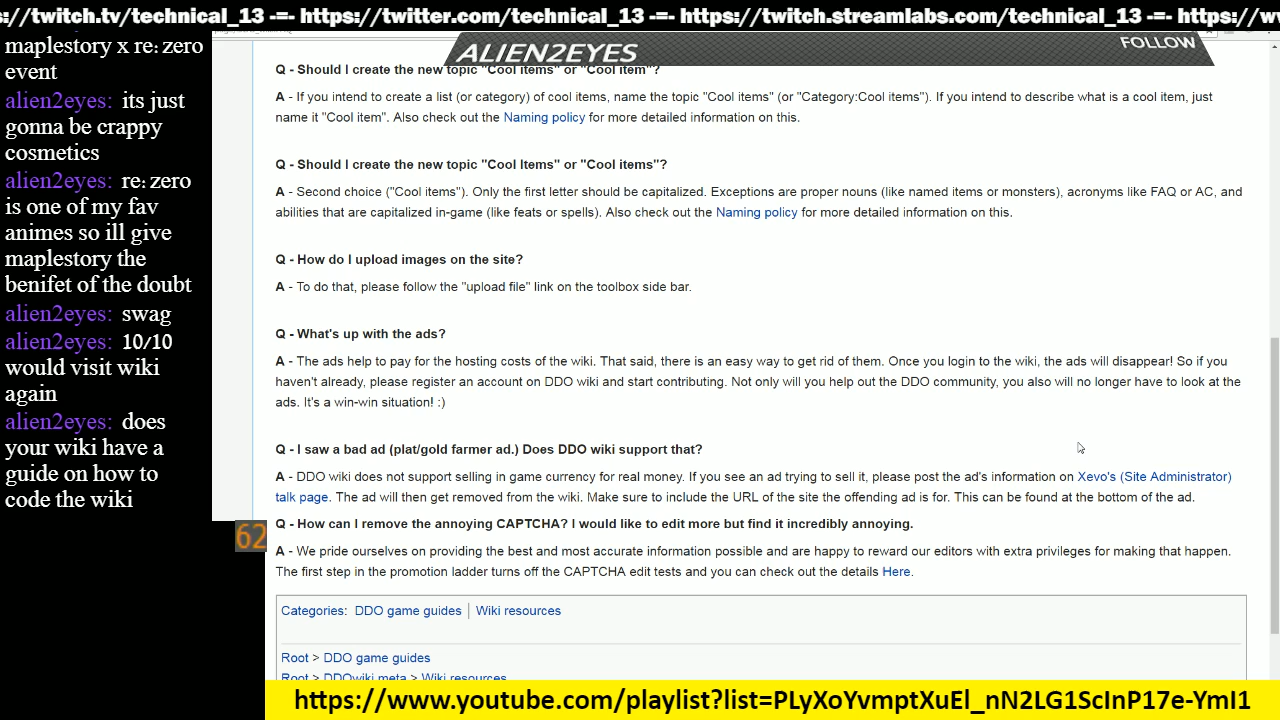 s://twitch.tv/technical_13 -=- https://twitter.com/technical_13 -=- https://twitch.streamlabs.com/technical_13 -=- https://w
maplestory x re:zero
event
alien2eyes: its just
gonna be crappy
cosmetics
alien2eyes: re:zero
is one of my fav
animes so ill give
maplestory the
benifet of the doubt
alien2eyes: swag
alien2eyes: 10/10
would visit wiki
again
alien2eyes: does
your wiki have a
guide on how to
code the wiki
ALIEN2EYES
FOLLOW
Q - Should I create the new topic "Cool items" or "Cool item"?
A - If you intend to create a list (or category) of cool items, name the topic "Cool items" (or "Category:Cool items"). If you intend to describe what is a cool item, just
name it "Cool item". Also check out the Naming policy for more detailed information on this.
Q - Should I create the new topic "Cool Items" or "Cool items"?
A - Second choice ("Cool items"). Only the first letter should be capitalized. Exceptions are proper nouns (like named items or monsters), acronyms like FAQ or AC, and
abilities that are capitalized in-game (like feats or spells). Also check out the Naming policy for more detailed information on this.
Q - How do I upload images on the site?
A - To do that, please follow the "upload file" link on the toolbox side bar.
Q - What's up with the ads?
A - The ads help to pay for the hosting costs of the wiki. That said, there is an easy way to get rid of them. Once you login to the wiki, the ads will disappear! So if you
haven't already, please register an account on DDO wiki and start contributing. Not only will you help out the DDO community, you also will no longer have to look at the
ads. It's a win-win situation! :)
Q - I saw a bad ad (plat/gold farmer ad.) Does DDO wiki support that?
A - DDO wiki does not support selling in game currency for real money. If you see an ad trying to sell it, please post the ad's information on Xevo's (Site Administrator)
talk page. The ad will then get removed from the wiki. Make sure to include the URL of the site the offending ad is for. This can be found at the bottom of the ad.
62
Q - How can I remove the annoying CAPTCHA? I would like to edit more but find it incredibly annoying.
A - We pride ourselves on providing the best and most accurate information possible and are happy to reward our editors with extra privileges for making that happen.
The first step in the promotion ladder turns off the CAPTCHA edit tests and you can check out the details Here.
Categories: DDO game guides | Wiki resources
Root > DDO game guides
Root > DDOwiki meta > Wiki resources
https://www.youtube.com/playlist?list=PLyXoYvmptXuEl_nN2LG1ScInP17e-YmI1